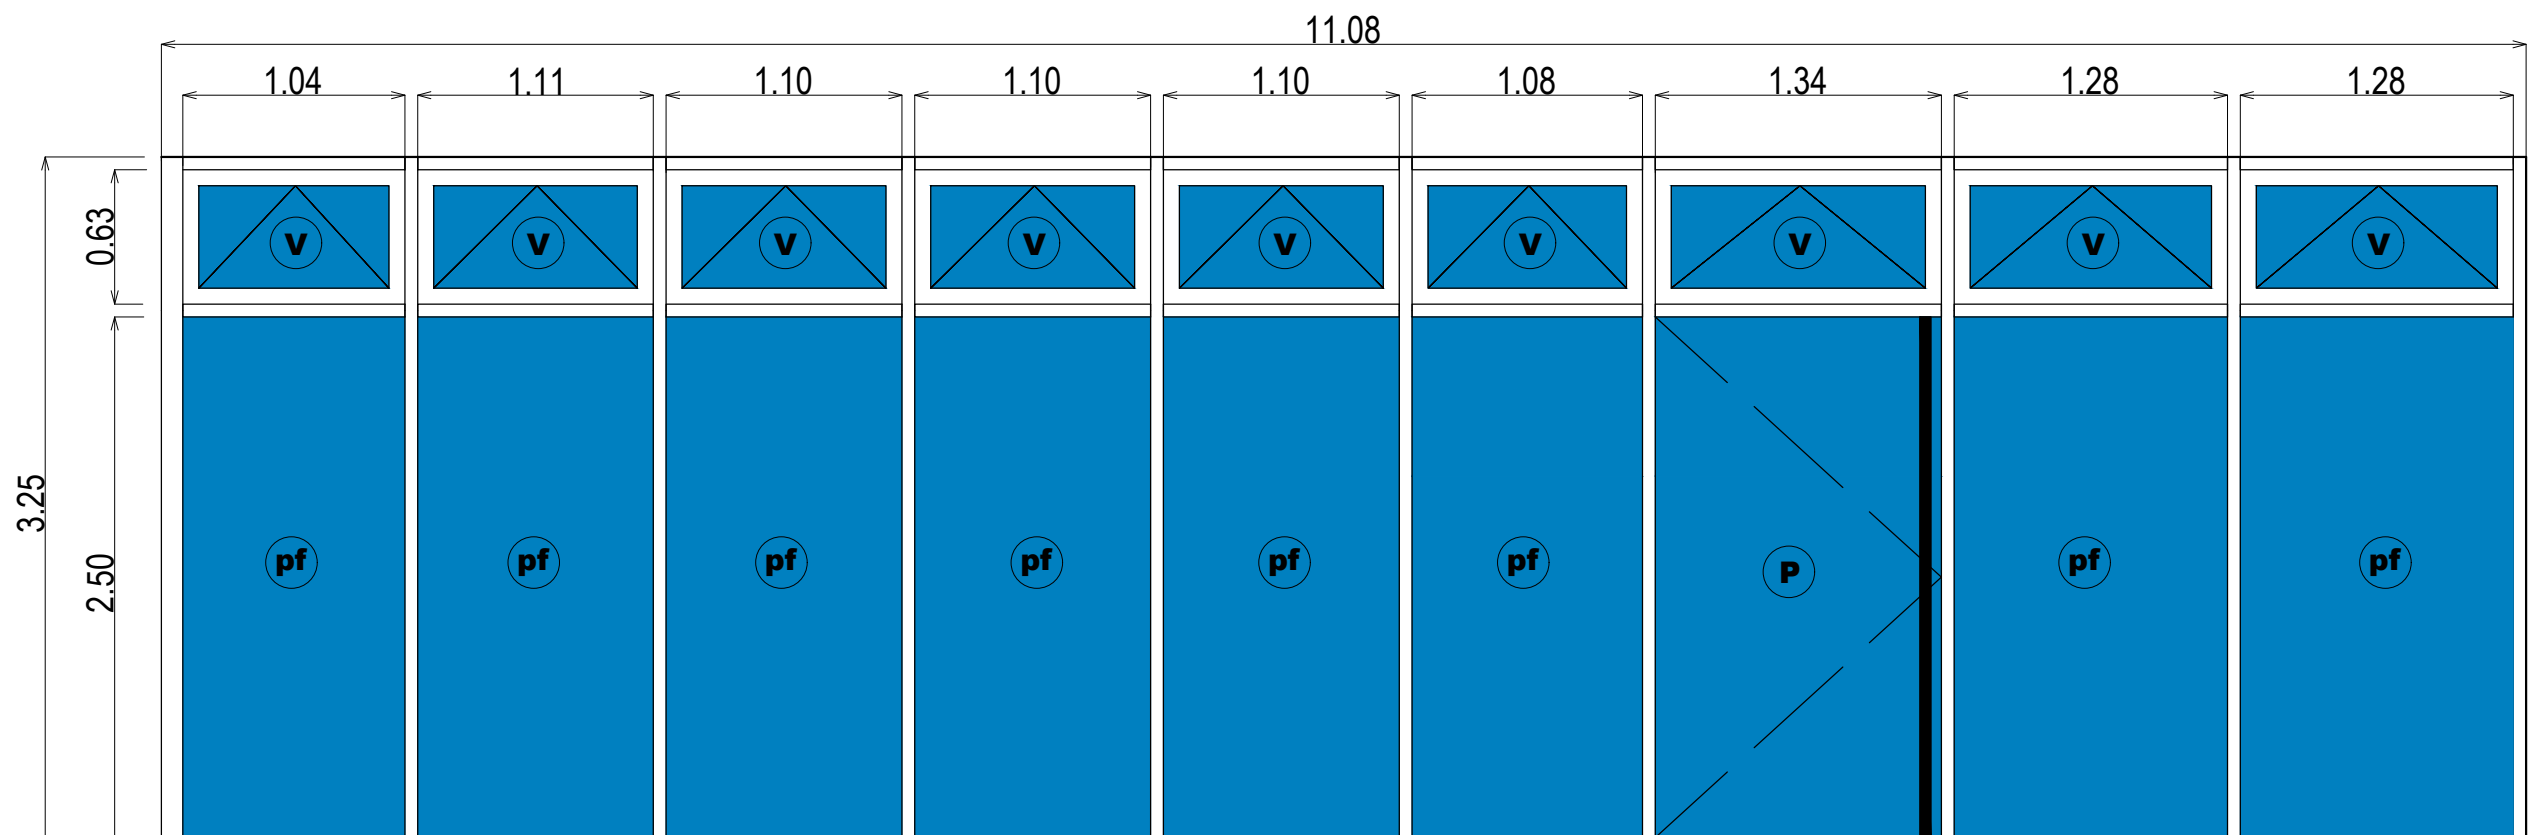 11.08
1.04 1.11 1.10 1.10 1.10 1.08 1.34 1.28 1.28
0.63
V V V V V V V V V
3.25
2.50
pf pf pf pf pf pf P pf pf